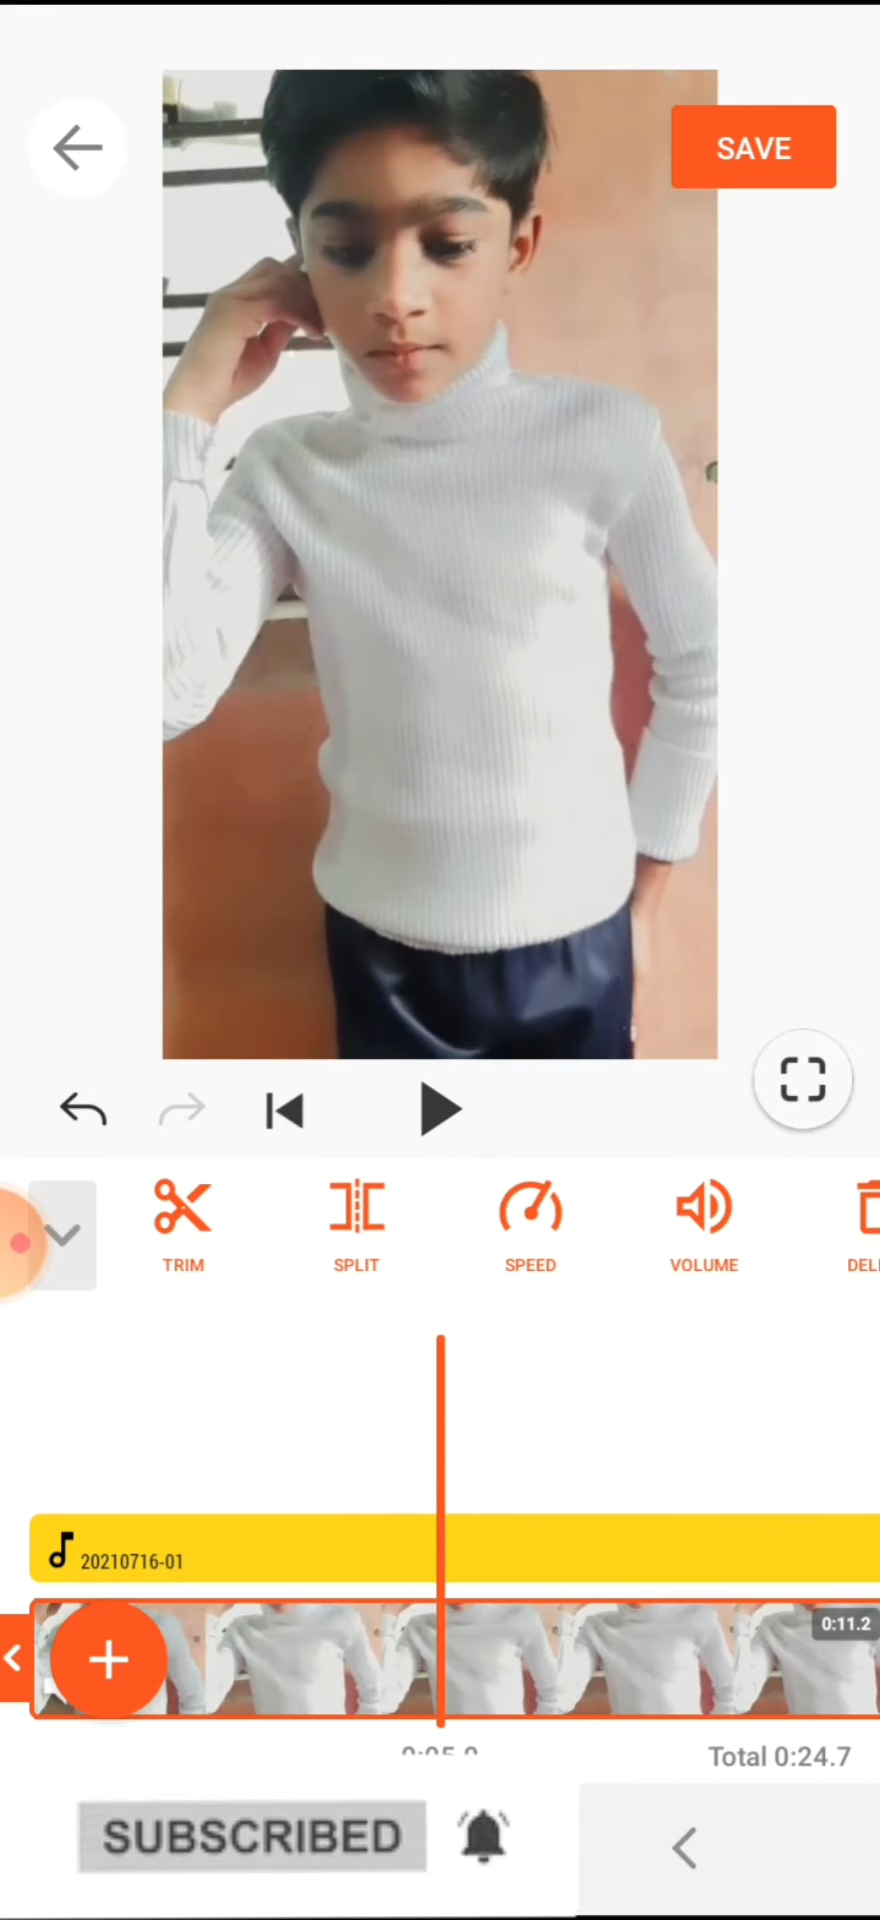 SAVE
TRIM
SPLIT
SPEED
VOLUME
DEL
20210716-01
0:11.2
Total 0:24.7
SUBSCRIBED